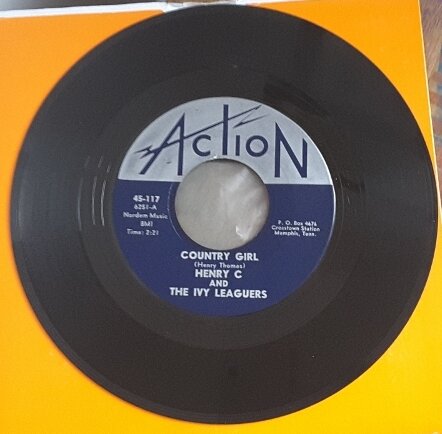 ACTION
45-117
6251-A
Nordem Music
BMI
Time: 2:21
P. O. Box 4676
Crosstown Station
Memphis, Tenn.
COUNTRY GIRL
(Henry Thomas)
HENRY C
AND
THE IVY LEAGUERS